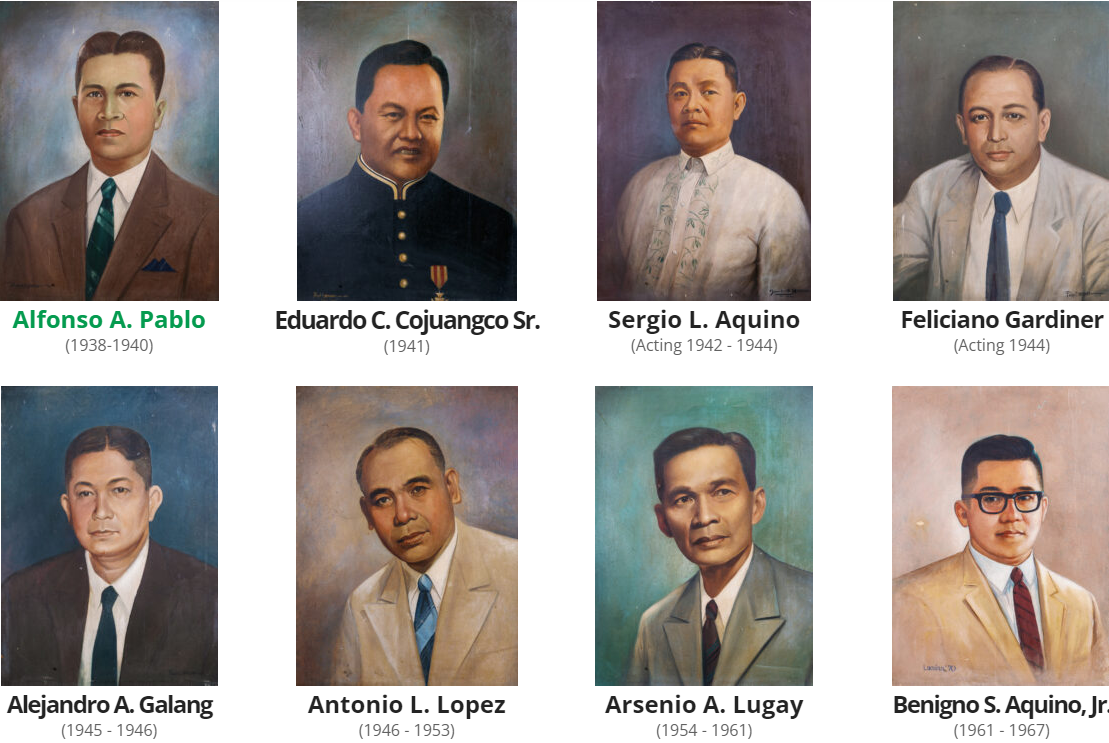 Alfonso A. Pablo
(1938-1940)
Eduardo C. Cojuangco Sr.
(1941)
Sergio L. Aquino
(Acting 1942 - 1944)
Feliciano Gardiner
(Acting 1944)
Alejandro A. Galang
(1945 - 1946)
Antonio L. Lopez
(1946 - 1953)
Arsenio A. Lugay
(1954 - 1961)
Benigno S. Aquino, Jr.
(1961 - 1967)